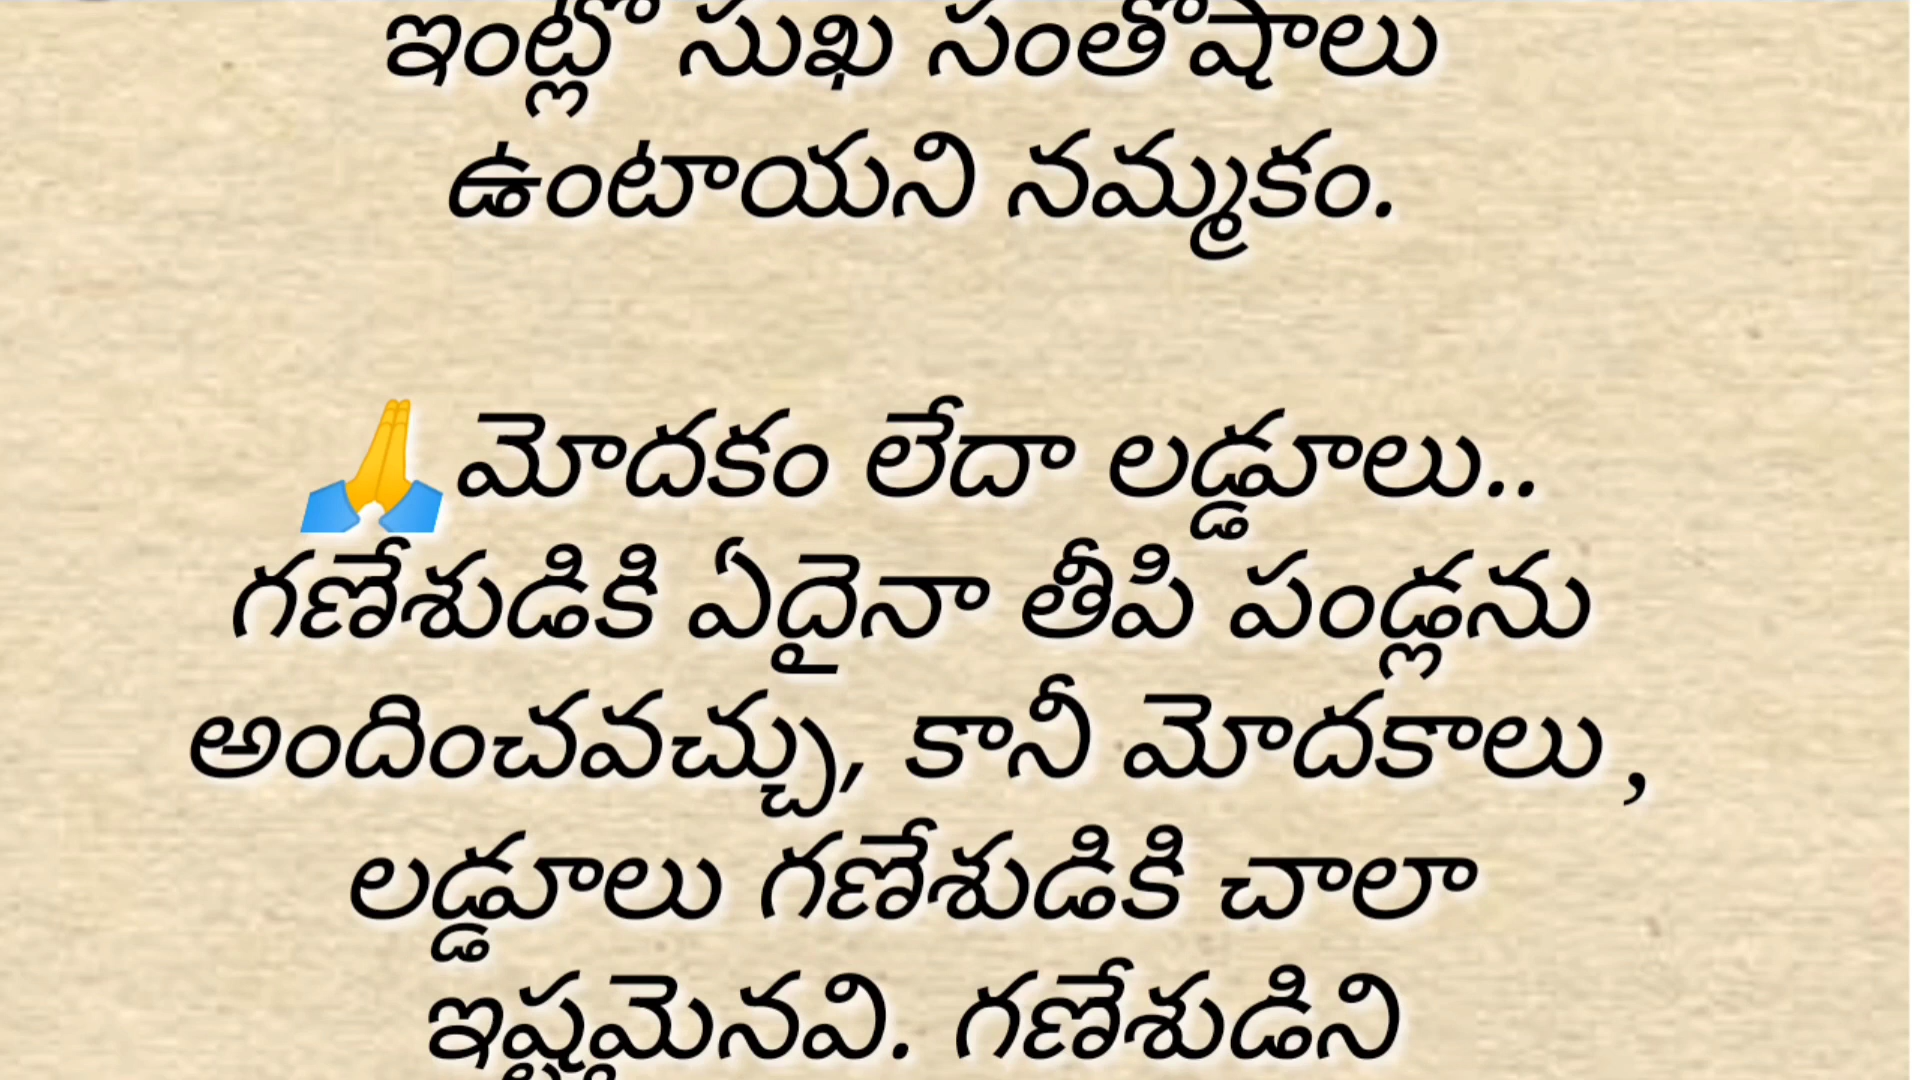 ఇంట్లో సుఖ సంతోషాలు
ఉంటాయని నమ్మకం.
🙏మోదకం లేదా లడ్డూలు..
గణేశుడికి ఏదైనా తీపి పండ్లను
అందించవచ్చు, కానీ మోదకాలు,
లడ్డూలు గణేశుడికి చాలా
ఇష్టమైనవి. గణేశుడిని